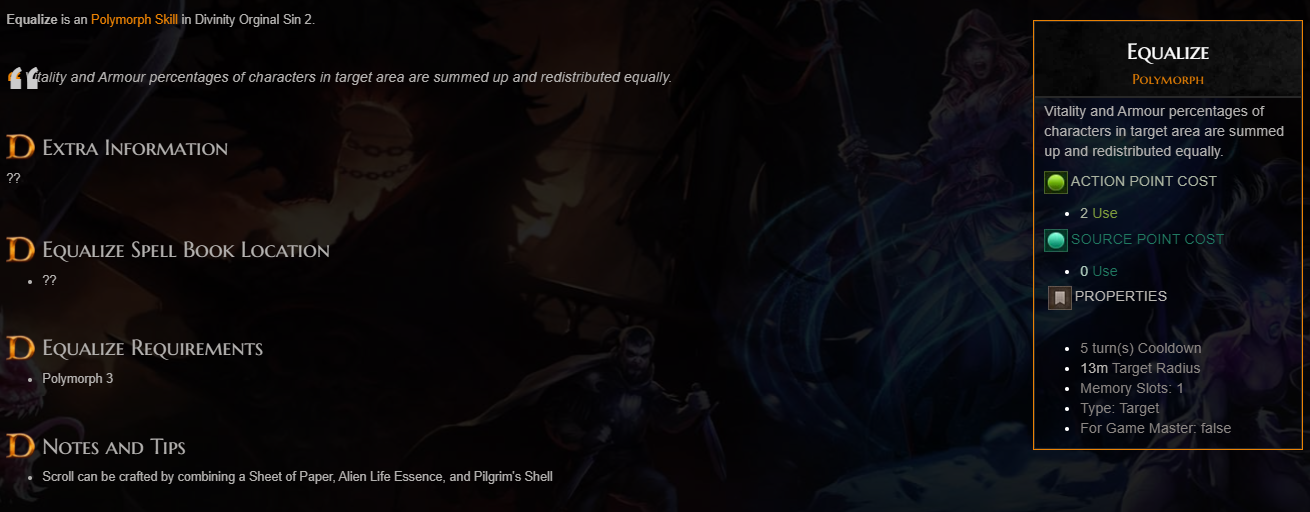 Equalize is an Polymorph Skill in Divinity Orginal Sin 2.
Vitality and Armour percentages of characters in target area are summed up and redistributed equally.
Extra Information
??
Equalize Spell Book Location
??
Equalize Requirements
Polymorph 3
Notes and Tips
Scroll can be crafted by combining a Sheet of Paper, Alien Life Essence, and Pilgrim's Shell
Equalize
Polymorph
Vitality and Armour percentages of
characters in target area are summed
up and redistributed equally.
ACTION POINT COST
2 Use
SOURCE POINT COST
0 Use
PROPERTIES
5 turn(s) Cooldown
13m Target Radius
Memory Slots: 1
Type: Target
For Game Master: false